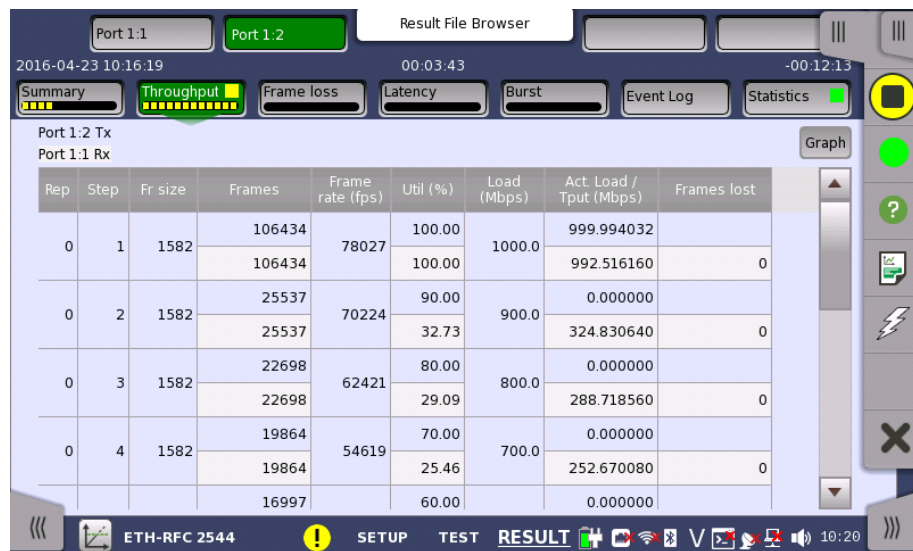 Result File Browser
Port 1:1 Port 1:2
2016-04-23 10:16:19 00:03:43 -00:12:13
Summary Throughput Frame loss Latency Burst Event Log Statistics
Port 1:2 Tx
Port 1:1 Rx
Graph
Rep Step Fr size Frames Frame rate (fps) Util (%) Load (Mbps) Act. Load / Tput (Mbps) Frames lost
0 1 1582 106434 78027 100.00 1000.0 999.994032
106434 100.00 992.516160 0
0 2 1582 25537 70224 90.00 900.0 0.000000
25537 32.73 324.830640 0
0 3 1582 22698 62421 80.00 800.0 0.000000
22698 29.09 288.718560 0
0 4 1582 19864 54619 70.00 700.0 0.000000
19864 25.46 252.670080 0
16997 60.00 0.000000
ETH-RFC 2544 ! SETUP TEST RESULT V 10:20